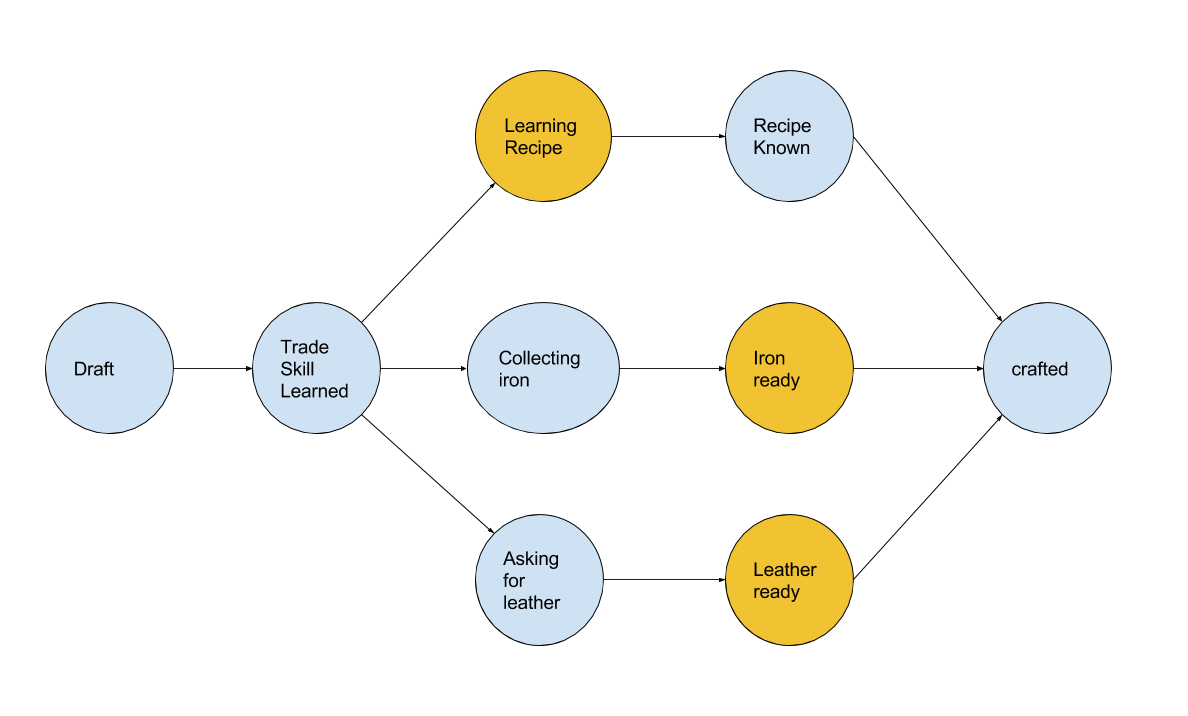 Learning
Recipe
Recipe
Known
Draft
Trade
Skill
Learned
Collecting
iron
Iron
ready
crafted
Asking
for
leather
Leather
ready